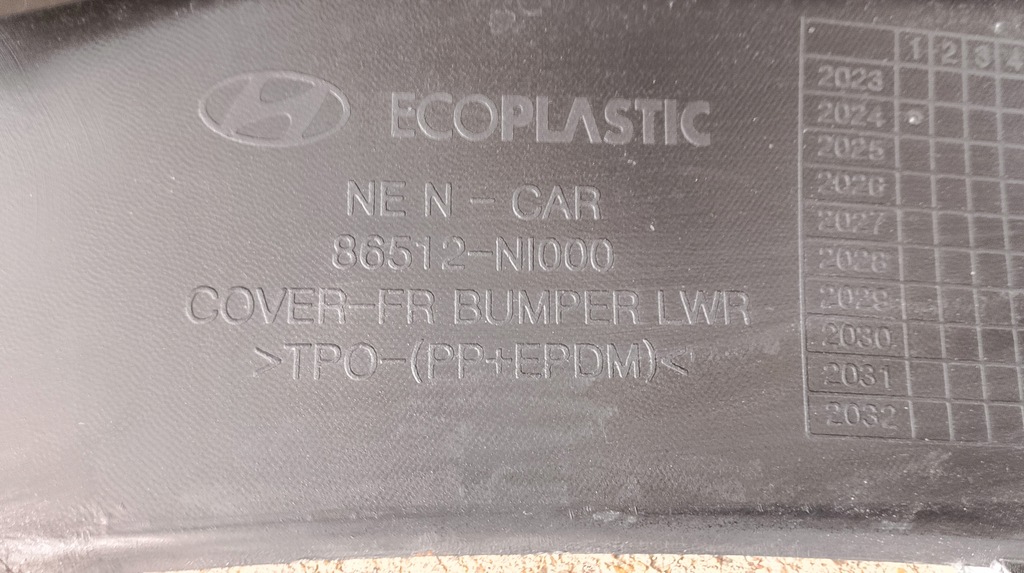 ECOPLASTIC
NE N - CAR
86512-NI000
COVER-FR BUMPER LWR
>TPO-(PP+EPDM)<
1 2 3 4
2023
2024
2025
2026
2027
2028
2029
2030
2031
2032